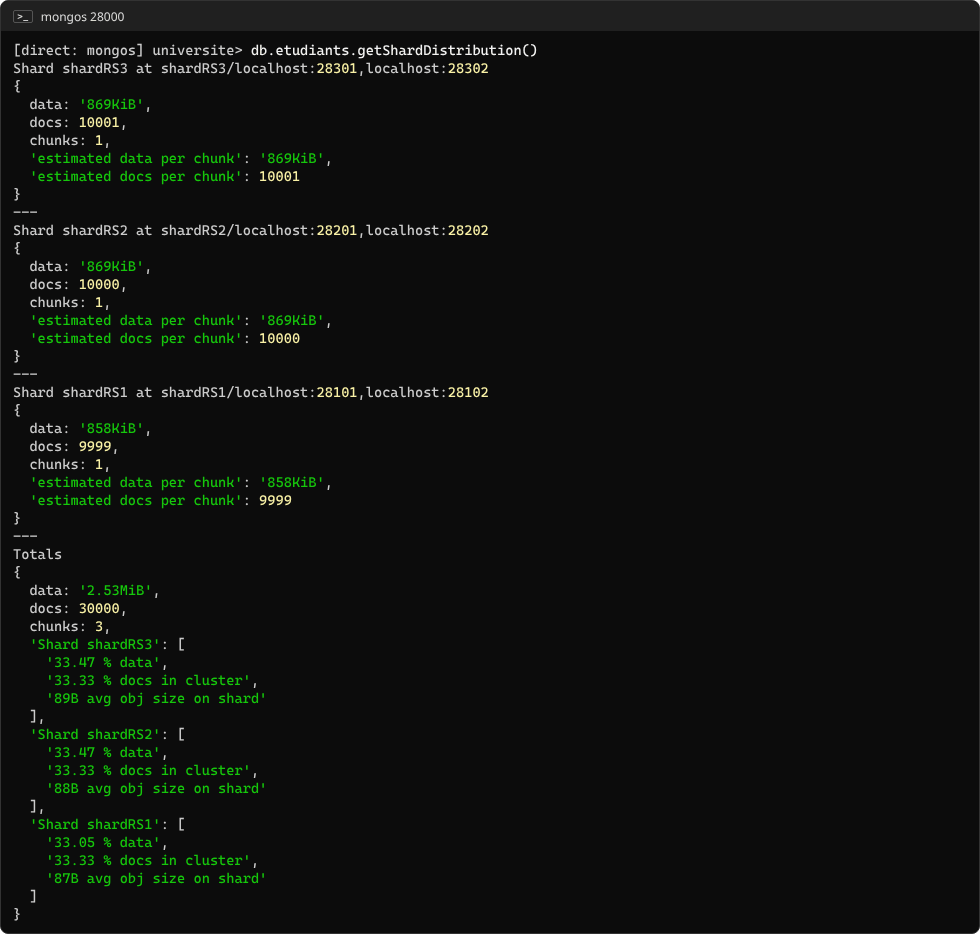 mongos 28000
[direct: mongos] universite> db.etudiants.getShardDistribution()
Shard shardRS3 at shardRS3/localhost:28301,localhost:28302
{
  data: '869KiB',
  docs: 10001,
  chunks: 1,
  'estimated data per chunk': '869KiB',
  'estimated docs per chunk': 10001
}
---
Shard shardRS2 at shardRS2/localhost:28201,localhost:28202
{
  data: '869KiB',
  docs: 10000,
  chunks: 1,
  'estimated data per chunk': '869KiB',
  'estimated docs per chunk': 10000
}
---
Shard shardRS1 at shardRS1/localhost:28101,localhost:28102
{
  data: '858KiB',
  docs: 9999,
  chunks: 1,
  'estimated data per chunk': '858KiB',
  'estimated docs per chunk': 9999
}
---
Totals
{
  data: '2.53MiB',
  docs: 30000,
  chunks: 3,
  'Shard shardRS3': [
    '33.47 % data',
    '33.33 % docs in cluster',
    '89B avg obj size on shard'
  ],
  'Shard shardRS2': [
    '33.47 % data',
    '33.33 % docs in cluster',
    '88B avg obj size on shard'
  ],
  'Shard shardRS1': [
    '33.05 % data',
    '33.33 % docs in cluster',
    '87B avg obj size on shard'
  ]
}